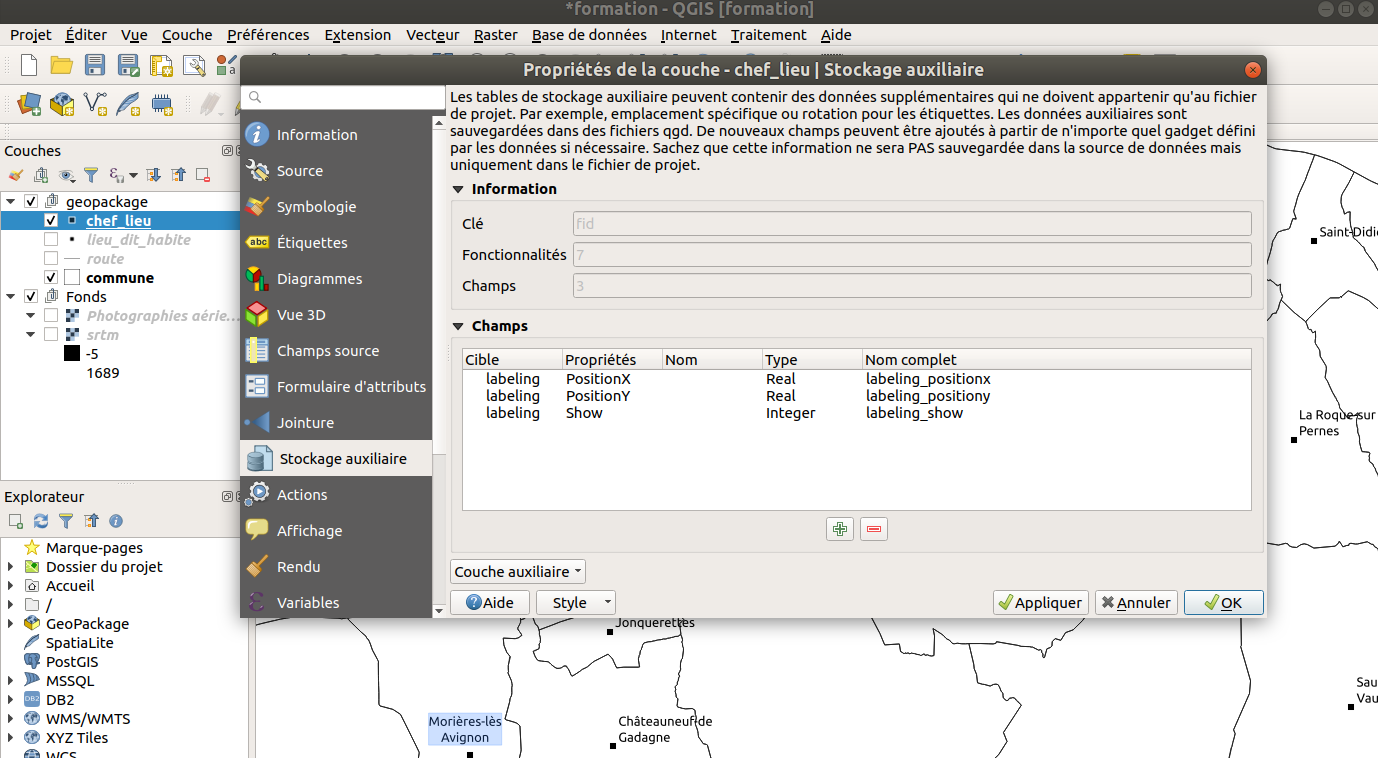 *formation - QGIS [formation]
Projet Éditer Vue Couche Préférences Extension Vecteur Raster Base de données Internet Traitement Aide
Propriétés de la couche - chef_lieu | Stockage auxiliaire
Couches
geopackage
chef_lieu
lieu_dit_habite
route
commune
Fonds
Photographies aérie...
srtm
-5
1689
Explorateur
Marque-pages
Dossier du projet
Accueil
/
GeoPackage
SpatiaLite
PostGIS
MSSQL
DB2
WMS/WMTS
XYZ Tiles
WCS
Information
Source
Symbologie
abc Étiquettes
Diagrammes
Vue 3D
Champs source
Formulaire d'attributs
Jointure
Stockage auxiliaire
Actions
Affichage
Rendu
Variables
Les tables de stockage auxiliaire peuvent contenir des données supplémentaires qui ne doivent appartenir qu'au fichier
de projet. Par exemple, emplacement spécifique ou rotation pour les étiquettes. Les données auxiliaires sont
sauvegardées dans des fichiers qgd. De nouveaux champs peuvent être ajoutés à partir de n'importe quel gadget défini
par les données si nécessaire. Sachez que cette information ne sera PAS sauvegardée dans la source de données mais
uniquement dans le fichier de projet.
Information
Clé fid
Fonctionnalités 7
Champs 3
Champs
Cible Propriétés Nom Type Nom complet
labeling PositionX Real labeling_positionx
labeling PositionY Real labeling_positiony
labeling Show Integer labeling_show
Couche auxiliaire
Aide Style Appliquer Annuler OK
Saint-Didi
La Roque-sur
Pernes
Jonquerettes
Morières-lès
Avignon
Châteauneuf-de
Gadagne
Sau
Vau